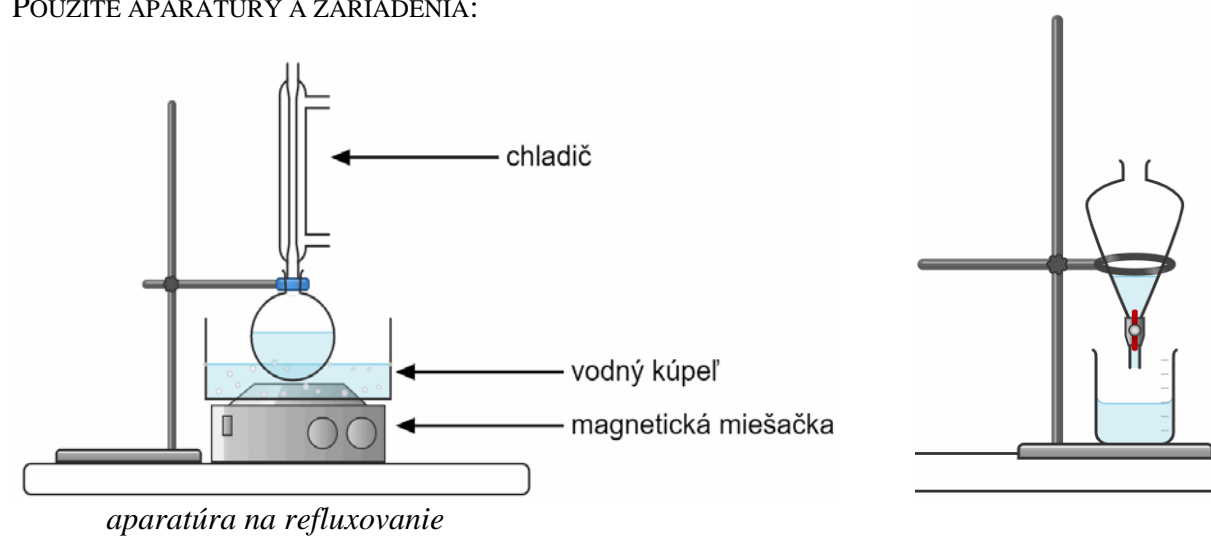 POUŽITÉ APARATÚRY A ZARIADENIA:
chladič
vodný kúpeľ
magnetická miešačka
aparatúra na refluxovanie